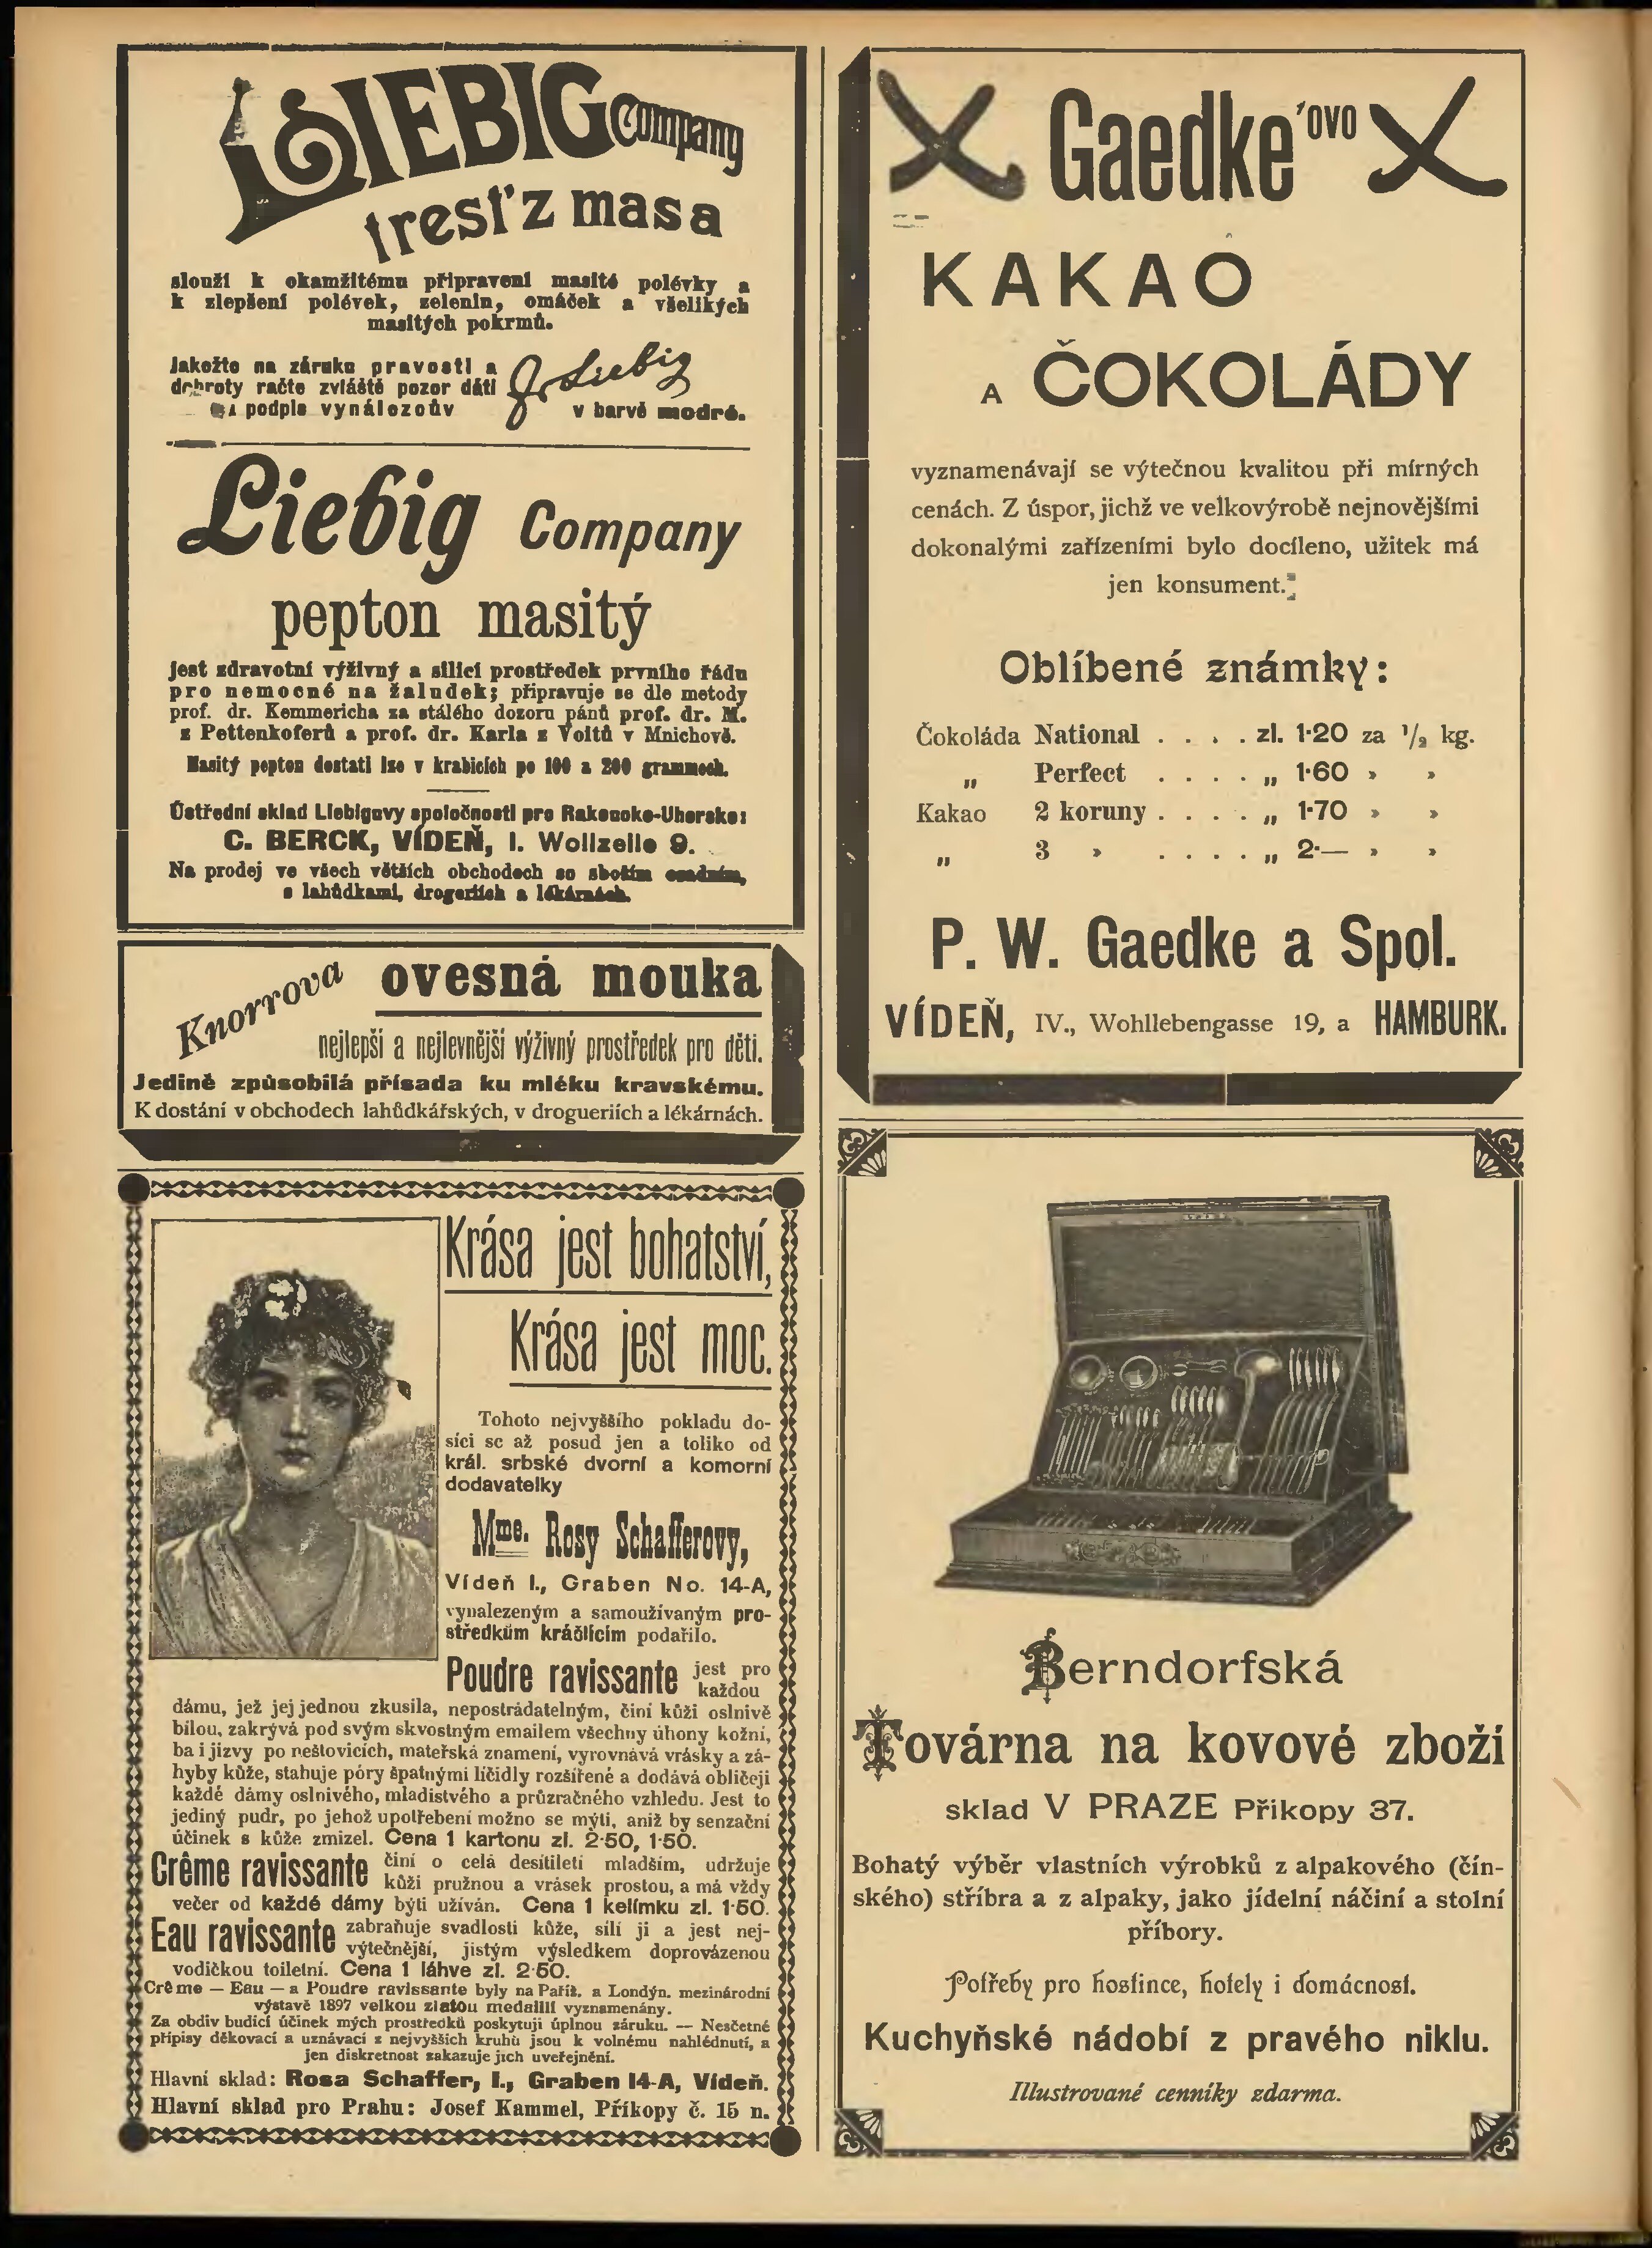 LIEBIG Company
tresť z masa
slouží k okamžitému připravení masité polévky a
k zlepšení polévek, zelenin, omáček a všelikých
masitých pokrmů.
Jakožto na záruku pravosti a
dobroty račte zvláště pozor dáti
na podpis vynálezcův
J. Liebig
v barvě modré.
Liebig Company
pepton masitý
jest zdravotní výživný a sílící prostředek prvního řádu
pro nemocné na žaludek; připravuje se dle metody
prof. dr. Kemmericha za stálého dozoru pánů prof. dr. M.
z Pettenkoferů a prof. dr. Karla z Voitů v Mnichově.
Masitý pepton dostati lze v krabicích po 100 a 200 grammech.
Ústřední sklad Liebigovy společnosti pro Rakousko-Uhersko:
C. BERCK, VÍDEŇ, I. Wollzeile 9.
Na prodej ve všech větších obchodech se zbožím osadním,
s lahůdkami, drogeriích a lékárnách.
Knorrova ovesná mouka
nejlepší a nejlevnější výživný prostředek pro děti.
Jedině způsobilá přísada ku mléku kravskému.
K dostání v obchodech lahůdkářských, v drogueriích a lékárnách.
Krása jest bohatství,
Krása jest moc.
Tohoto nejvyššího pokladu do-
síci se až posud jen a toliko od
král. srbské dvorní a komorní
dodavatelky
Mme. Rosy Schafferovy,
Vídeň I., Graben No. 14-A,
vynalezeným a samoužívaným pro-
středkům krášlícím podařilo.
Poudre ravissante jest pro
každou
dámu, jež jej jednou zkusila, nepostrádatelným, činí kůži oslnivě
bílou, zakrývá pod svým skvostným emailem všechny úhony kožní,
ba i jizvy po neštovicích, mateřská znamení, vyrovnává vrásky a zá-
hyby kůže, stahuje póry špatnými líčidly rozšířené a dodává obličeji
každé dámy oslnivého, mladistvého a průzračného vzhledu. Jest to
jediný pudr, po jehož upotřebení možno se mýti, aniž by senzační
účinek s kůže zmizel. Cena 1 kartonu zl. 2·50, 1·50.
Crême ravissante činí o celá desítiletí mladším, udržuje
kůži pružnou a vrásek prostou, a má vždy
večer od každé dámy býti užíván. Cena 1 kelímku zl. 1·50.
Eau ravissante zabraňuje svadlosti kůže, sílí ji a jest nej-
výtečnější, jistým výsledkem doprovázenou
vodičkou toiletní. Cena 1 láhve zl. 2·50.
Crême — Eau — a Poudre ravissante byly na Paříž. a Londýn. mezinárodní
výstavě 1897 velkou zlatou medailií vyznamenány.
Za obdiv budící účinek mých prostředků poskytuji úplnou záruku. — Nesčetné
přípisy děkovací a uznávací z nejvyšších kruhů jsou k volnému nahlédnutí, a
jen diskretnost zakazuje jich uveřejnění.
Hlavní sklad: Rosa Schaffer, I., Graben 14-A, Vídeň.
Hlavní sklad pro Prahu: Josef Kammel, Příkopy č. 15 n.
Gaedke'ovo
KAKAO
A ČOKOLÁDY
vyznamenávají se výtečnou kvalitou při mírných
cenách. Z úspor, jichž ve velkovýrobě nejnovějšími
dokonalými zařízeními bylo docíleno, užitek má
jen konsument.
Oblíbené známky:
Čokoláda National . . . . zl. 1·20 za 1/2 kg.
„ Perfect . . . . „ 1·60 » »
Kakao 2 koruny . . . . „ 1·70 » »
„ 3 » . . . . „ 2·— » »
P. W. Gaedke a Spol.
VÍDEŇ, IV., Wohllebengasse 19, a HAMBURK.
Berndorfská
Továrna na kovové zboží
sklad V PRAZE Příkopy 37.
Bohatý výběr vlastních výrobků z alpakového (čín-
ského) stříbra a z alpaky, jako jídelní náčiní a stolní
příbory.
Potřeby pro hostince, hotely i domácnost.
Kuchyňské nádobí z pravého niklu.
Illustrované cenníky zdarma.